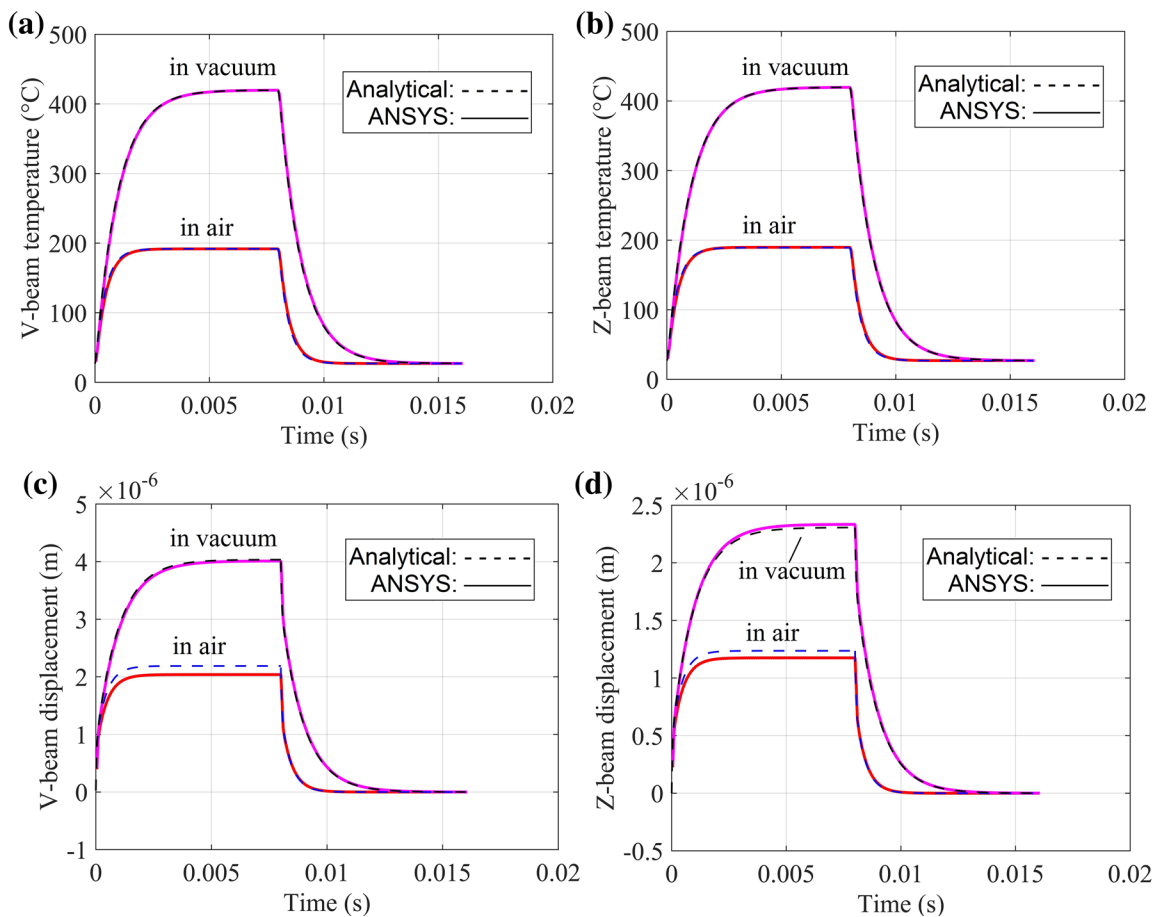 (a)
500
400
300
200
100
0
V-beam temperature (°C)
in vacuum
in air
Analytical:
ANSYS:
0
0.005
0.01
0.015
0.02
Time (s)
(b)
500
400
300
200
100
0
Z-beam temperature (°C)
in vacuum
in air
Analytical:
ANSYS:
0
0.005
0.01
0.015
0.02
Time (s)
(c)
×10⁻⁶
5
4
3
2
1
0
-1
V-beam displacement (m)
in vacuum
in air
Analytical:
ANSYS:
0
0.005
0.01
0.015
0.02
Time (s)
(d)
×10⁻⁶
2.5
2
1.5
1
0.5
0
-0.5
Z-beam displacement (m)
in vacuum
in air
Analytical:
ANSYS:
0
0.005
0.01
0.015
0.02
Time (s)